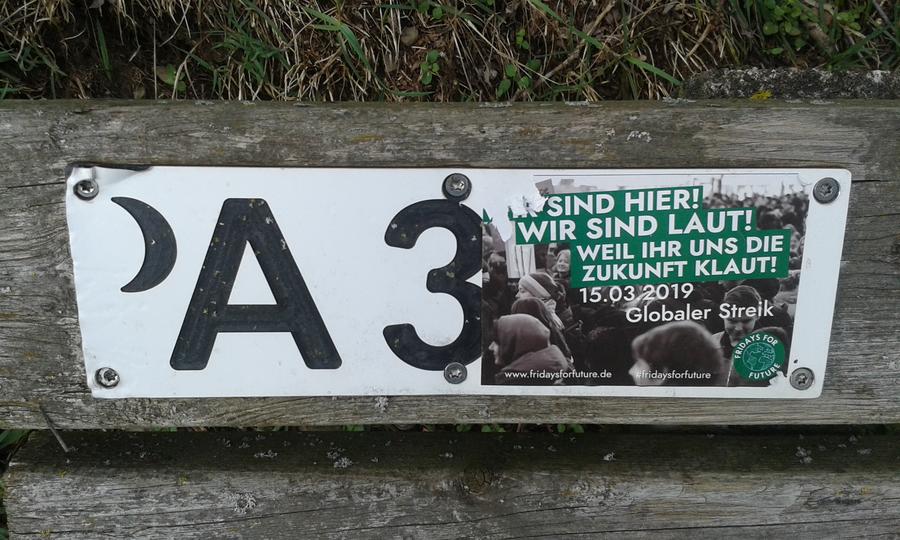 A 3
SIND HIER!
WIR SIND LAUT!
WEIL IHR UNS DIE
ZUKUNFT KLAUT!
15.03.2019
Globaler Streik
FRIDAYS FOR
FUTURE
www.fridaysforfuture.de #fridaysforfuture